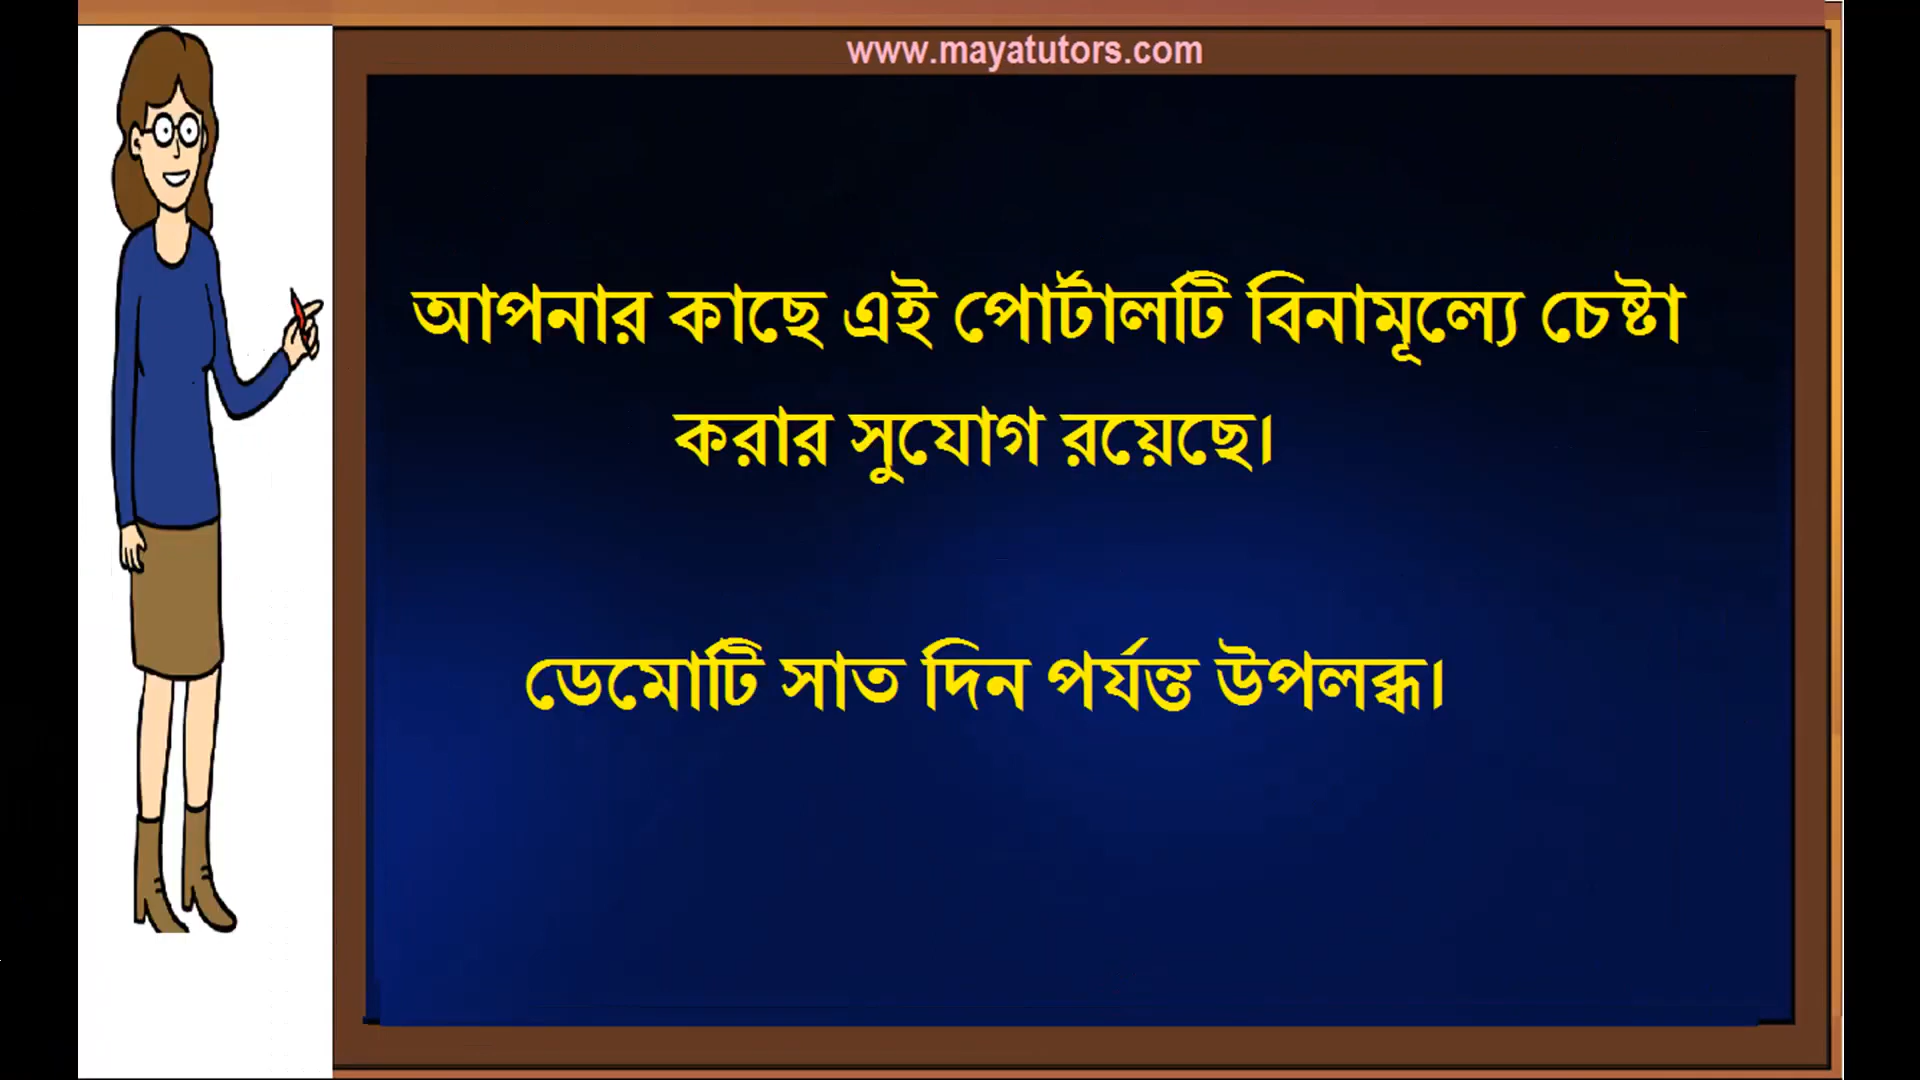 www.mayatutors.com
আপনার কাছে এই পোর্টালটি বিনামূল্যে চেষ্টা
করার সুযোগ রয়েছে।
ডেমোটি সাত দিন পর্যন্ত উপলব্ধ।